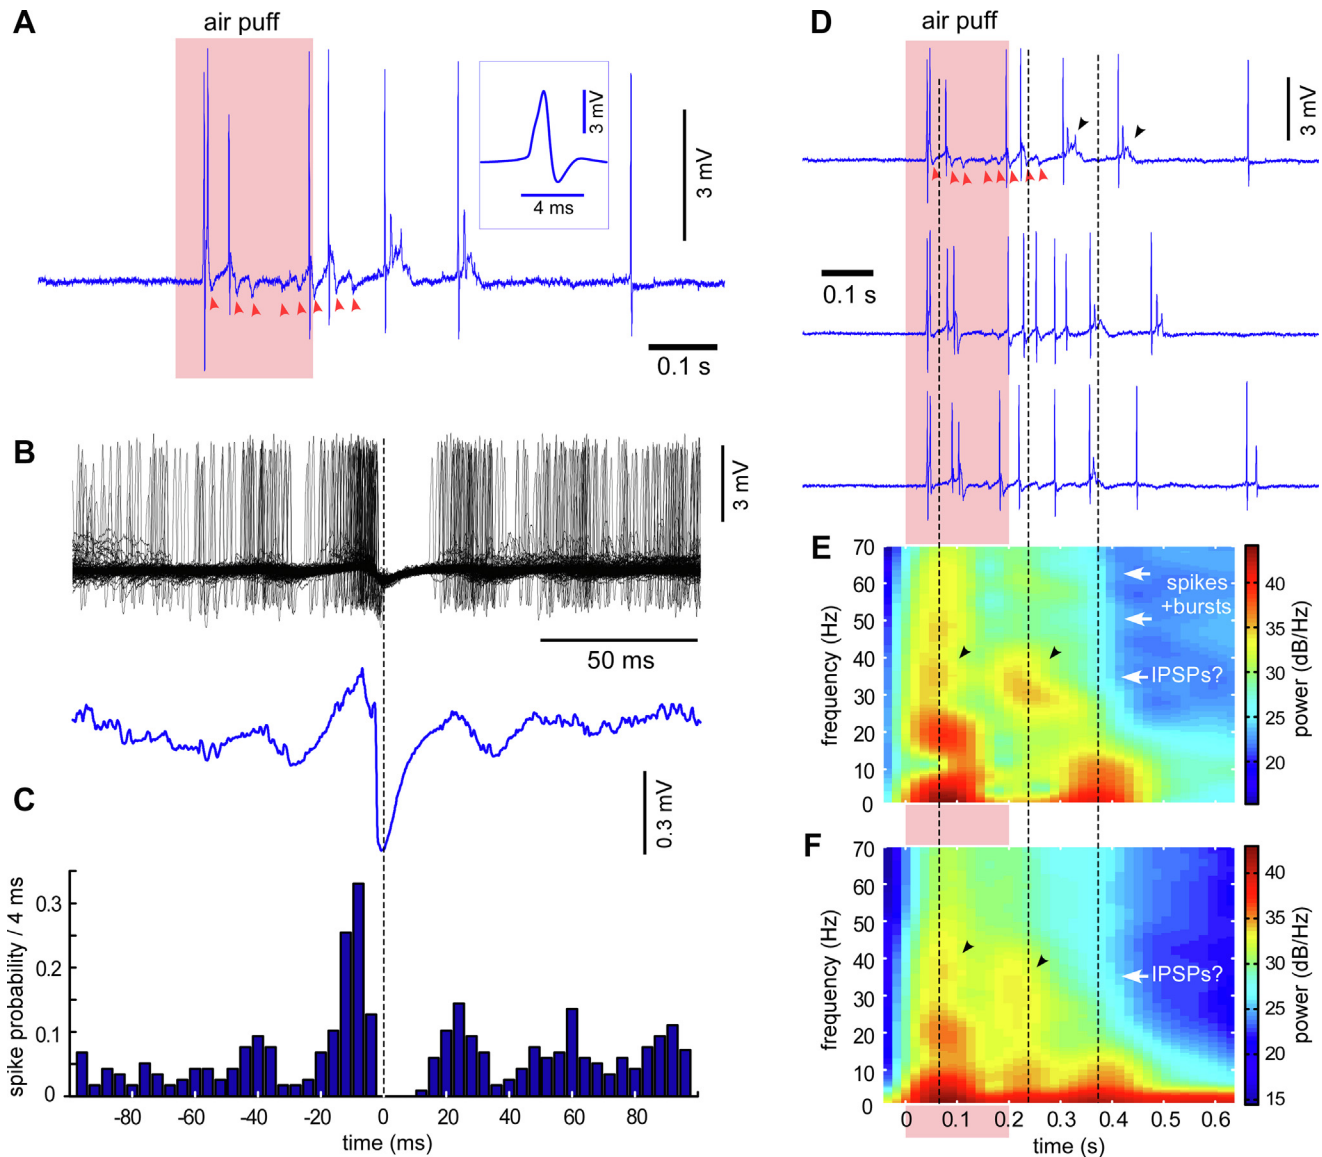 A
air puff
3 mV
4 ms
3 mV
0.1 s
B
3 mV
50 ms
0.3 mV
C
spike probability / 4 ms
0.3
0.2
0.1
0
-80
-60
-40
-20
0
20
40
60
80
time (ms)
D
air puff
3 mV
0.1 s
E
frequency (Hz)
70
60
50
40
30
20
10
0
spikes
+bursts
IPSPs?
40
35
30
25
20
power (dB/Hz)
F
frequency (Hz)
70
60
50
40
30
20
10
0
IPSPs?
40
35
30
25
20
15
power (dB/Hz)
0
0.1
0.2
0.3
0.4
0.5
0.6
time (s)